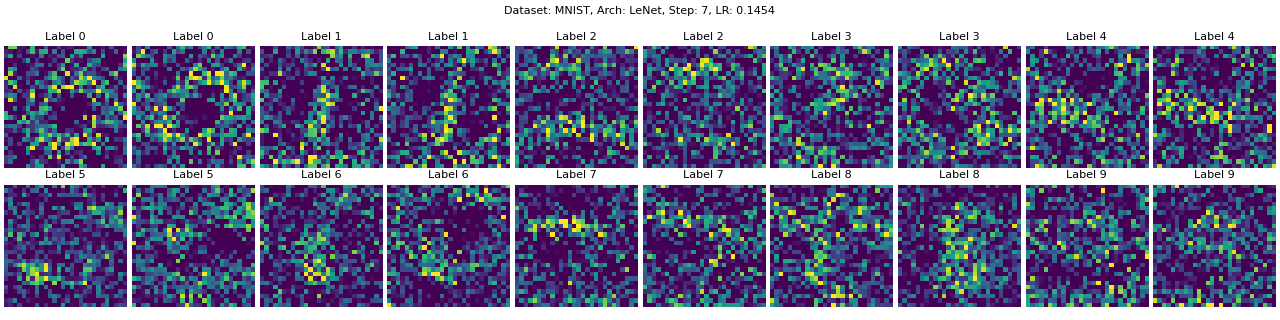 Dataset: MNIST, Arch: LeNet, Step: 7, LR: 0.1454
Label 0 Label 0 Label 1 Label 1 Label 2 Label 2 Label 3 Label 3 Label 4 Label 4
Label 5 Label 5 Label 6 Label 6 Label 7 Label 7 Label 8 Label 8 Label 9 Label 9